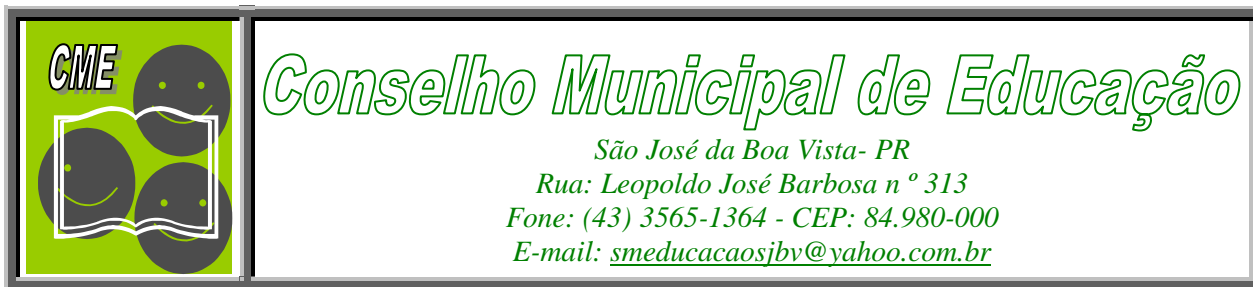 CME
Conselho Municipal de Educação
São José da Boa Vista- PR
Rua: Leopoldo José Barbosa n º 313
Fone: (43) 3565-1364 - CEP: 84.980-000
E-mail: smeducacaosjbv@yahoo.com.br